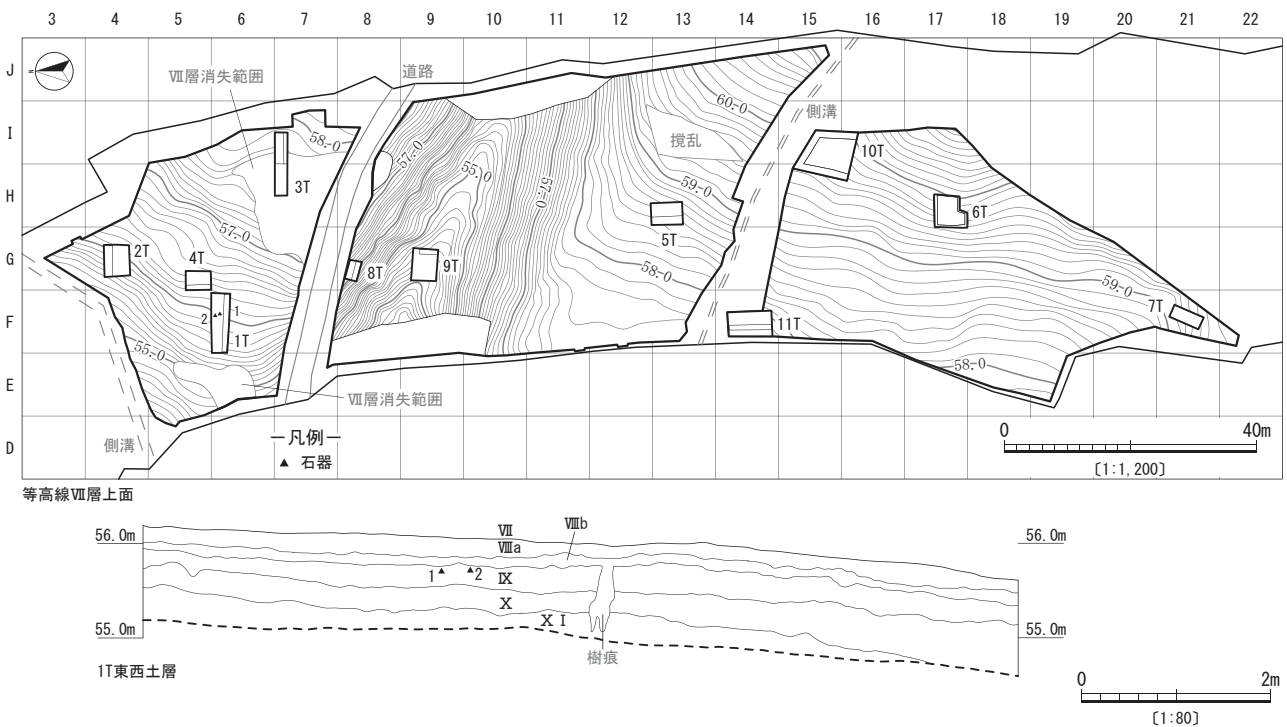 3 4 5 6 7 8 9 10 11 12 13 14 15 16 17 18 19 20 21 22
J
I
H
G
F
E
D
Ⅶ層消失範囲
道路
側溝
撹乱
60.0
58.0
57.0
55.0
57.0
59.0
10T
3T
6T
5T
2T
4T
57.0
8T
9T
58.0
59.0
7T
1
2
1T
11T
55.0
58.0
Ⅶ層消失範囲
側溝
―凡例―
▲ 石器
0 40m
[1:1,200]
等高線Ⅶ層上面
56.0m
Ⅶ
Ⅷb
Ⅷa
56.0m
1
2
Ⅸ
Ⅹ
ⅩⅠ
55.0m
55.0m
樹痕
1T東西土層
0 2m
[1:80]